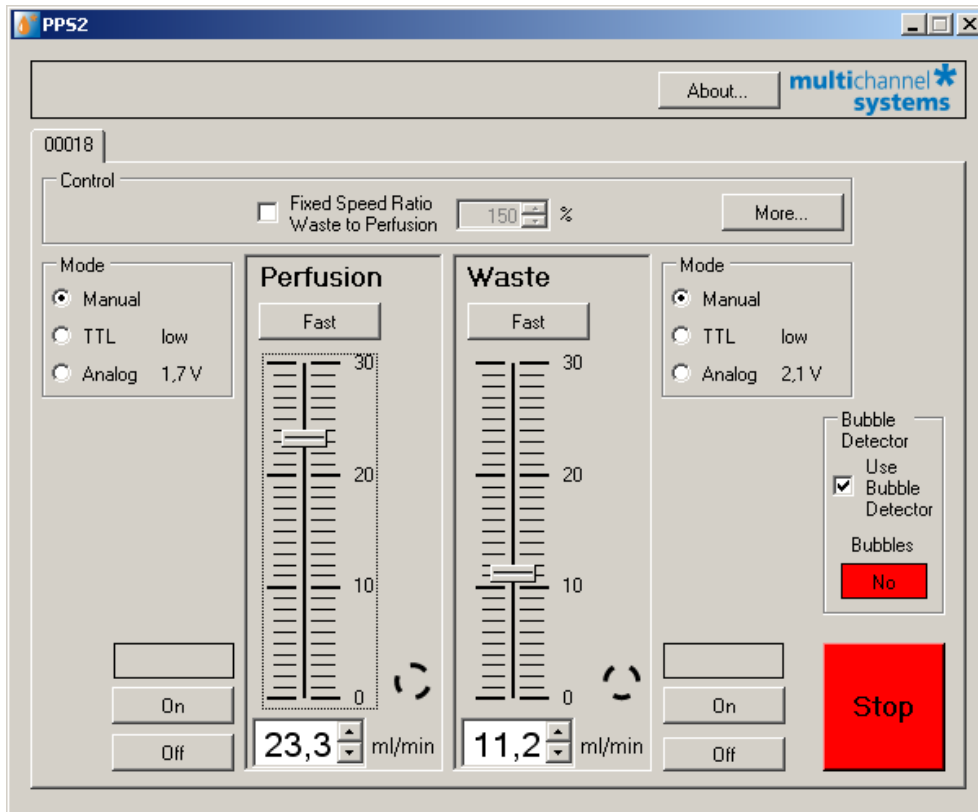 PPS2
About...
multichannel*
systems
00018
Control
Fixed Speed Ratio
Waste to Perfusion
150 %
More...
Mode
Manual
TTL low
Analog 1,7 V
Perfusion
Fast
30
20
10
0
23,3 ml/min
On
Off
Waste
Fast
30
20
10
0
11,2 ml/min
Mode
Manual
TTL low
Analog 2,1 V
On
Off
Bubble
Detector
Use
Bubble
Detector
Bubbles
No
Stop